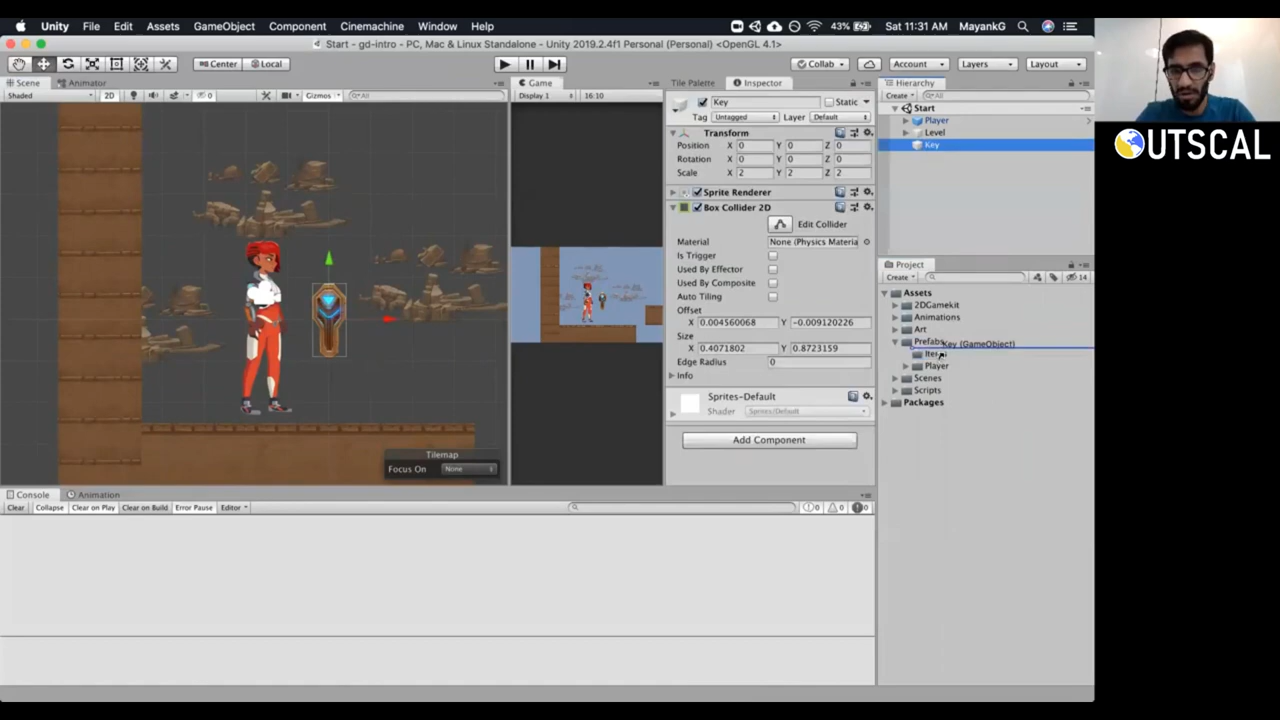 Unity File Edit Assets GameObject Component Cinemachine Window Help 43% Sat 11:31 AM MayankG
Start - gd-intro - PC, Mac & Linux Standalone - Unity 2019.2.4f1 Personal (Personal) <OpenGL 4.1>
Center Local Collab Account Layers Layout
Scene Animator Game Tile Palette Inspector Hierarchy
Shaded 2D 0 Gizmos All Display 1 16:10 Create All
Key Static
Tag Untagged Layer Default
Transform
Position X 0 Y 0 Z 0
Rotation X 0 Y 0 Z 0
Scale X 2 Y 2 Z 2
Sprite Renderer
Box Collider 2D
Edit Collider
Material None (Physics Materia
Is Trigger
Used By Effector
Used By Composite
Auto Tiling
Offset
X 0.004560068 Y -0.009120226
Size
X 0.4071802 Y 0.8723159
Edge Radius 0
Info
Sprites-Default
Shader Sprites/Default
Add Component
Start
Player
Level
Key
Project
Create 14
Assets
2DGamekit
Animations
Art
Prefabs Key (GameObject)
Player
Scenes
Scripts
Packages
Tilemap
Focus On None
Console Animation
Clear Collapse Clear on Play Clear on Build Error Pause Editor 0 0 0
OUTSCAL